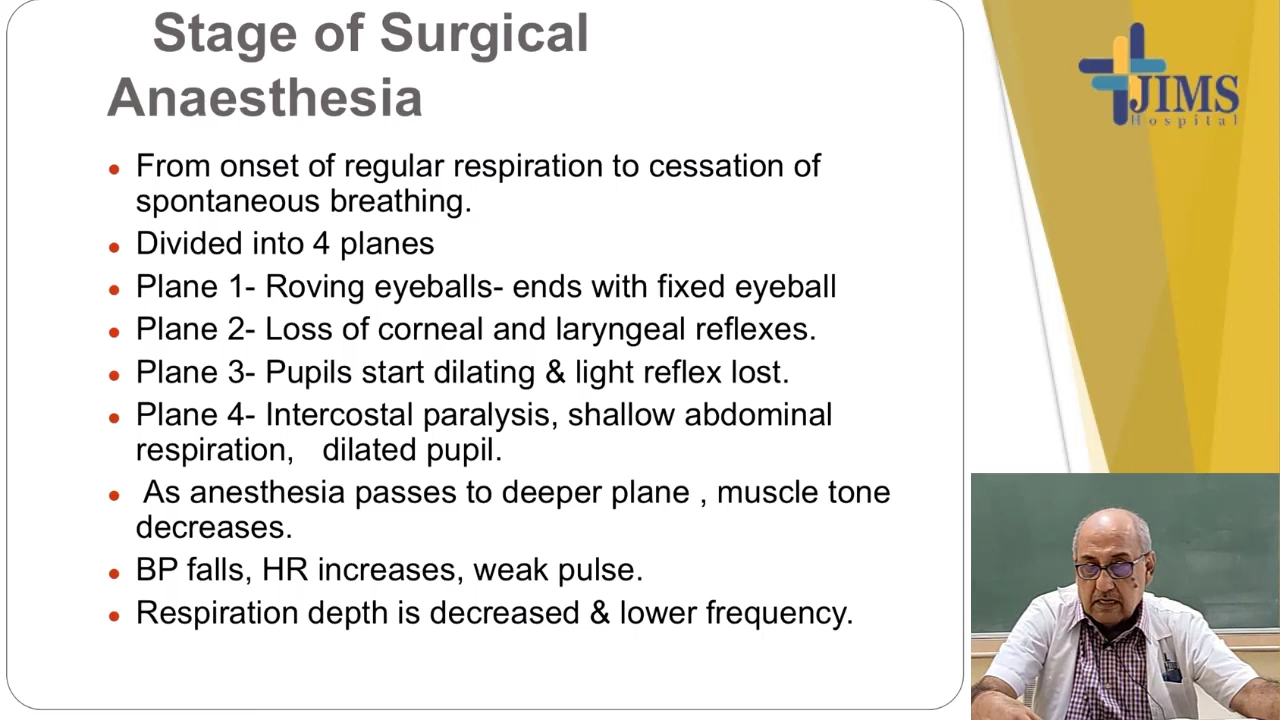 Stage of Surgical
Anaesthesia
• From onset of regular respiration to cessation of
spontaneous breathing.
• Divided into 4 planes
• Plane 1- Roving eyeballs- ends with fixed eyeball
• Plane 2- Loss of corneal and laryngeal reflexes.
• Plane 3- Pupils start dilating & light reflex lost.
• Plane 4- Intercostal paralysis, shallow abdominal
respiration, dilated pupil.
• As anesthesia passes to deeper plane , muscle tone
decreases.
• BP falls, HR increases, weak pulse.
• Respiration depth is decreased & lower frequency.
JIMS
Hospital